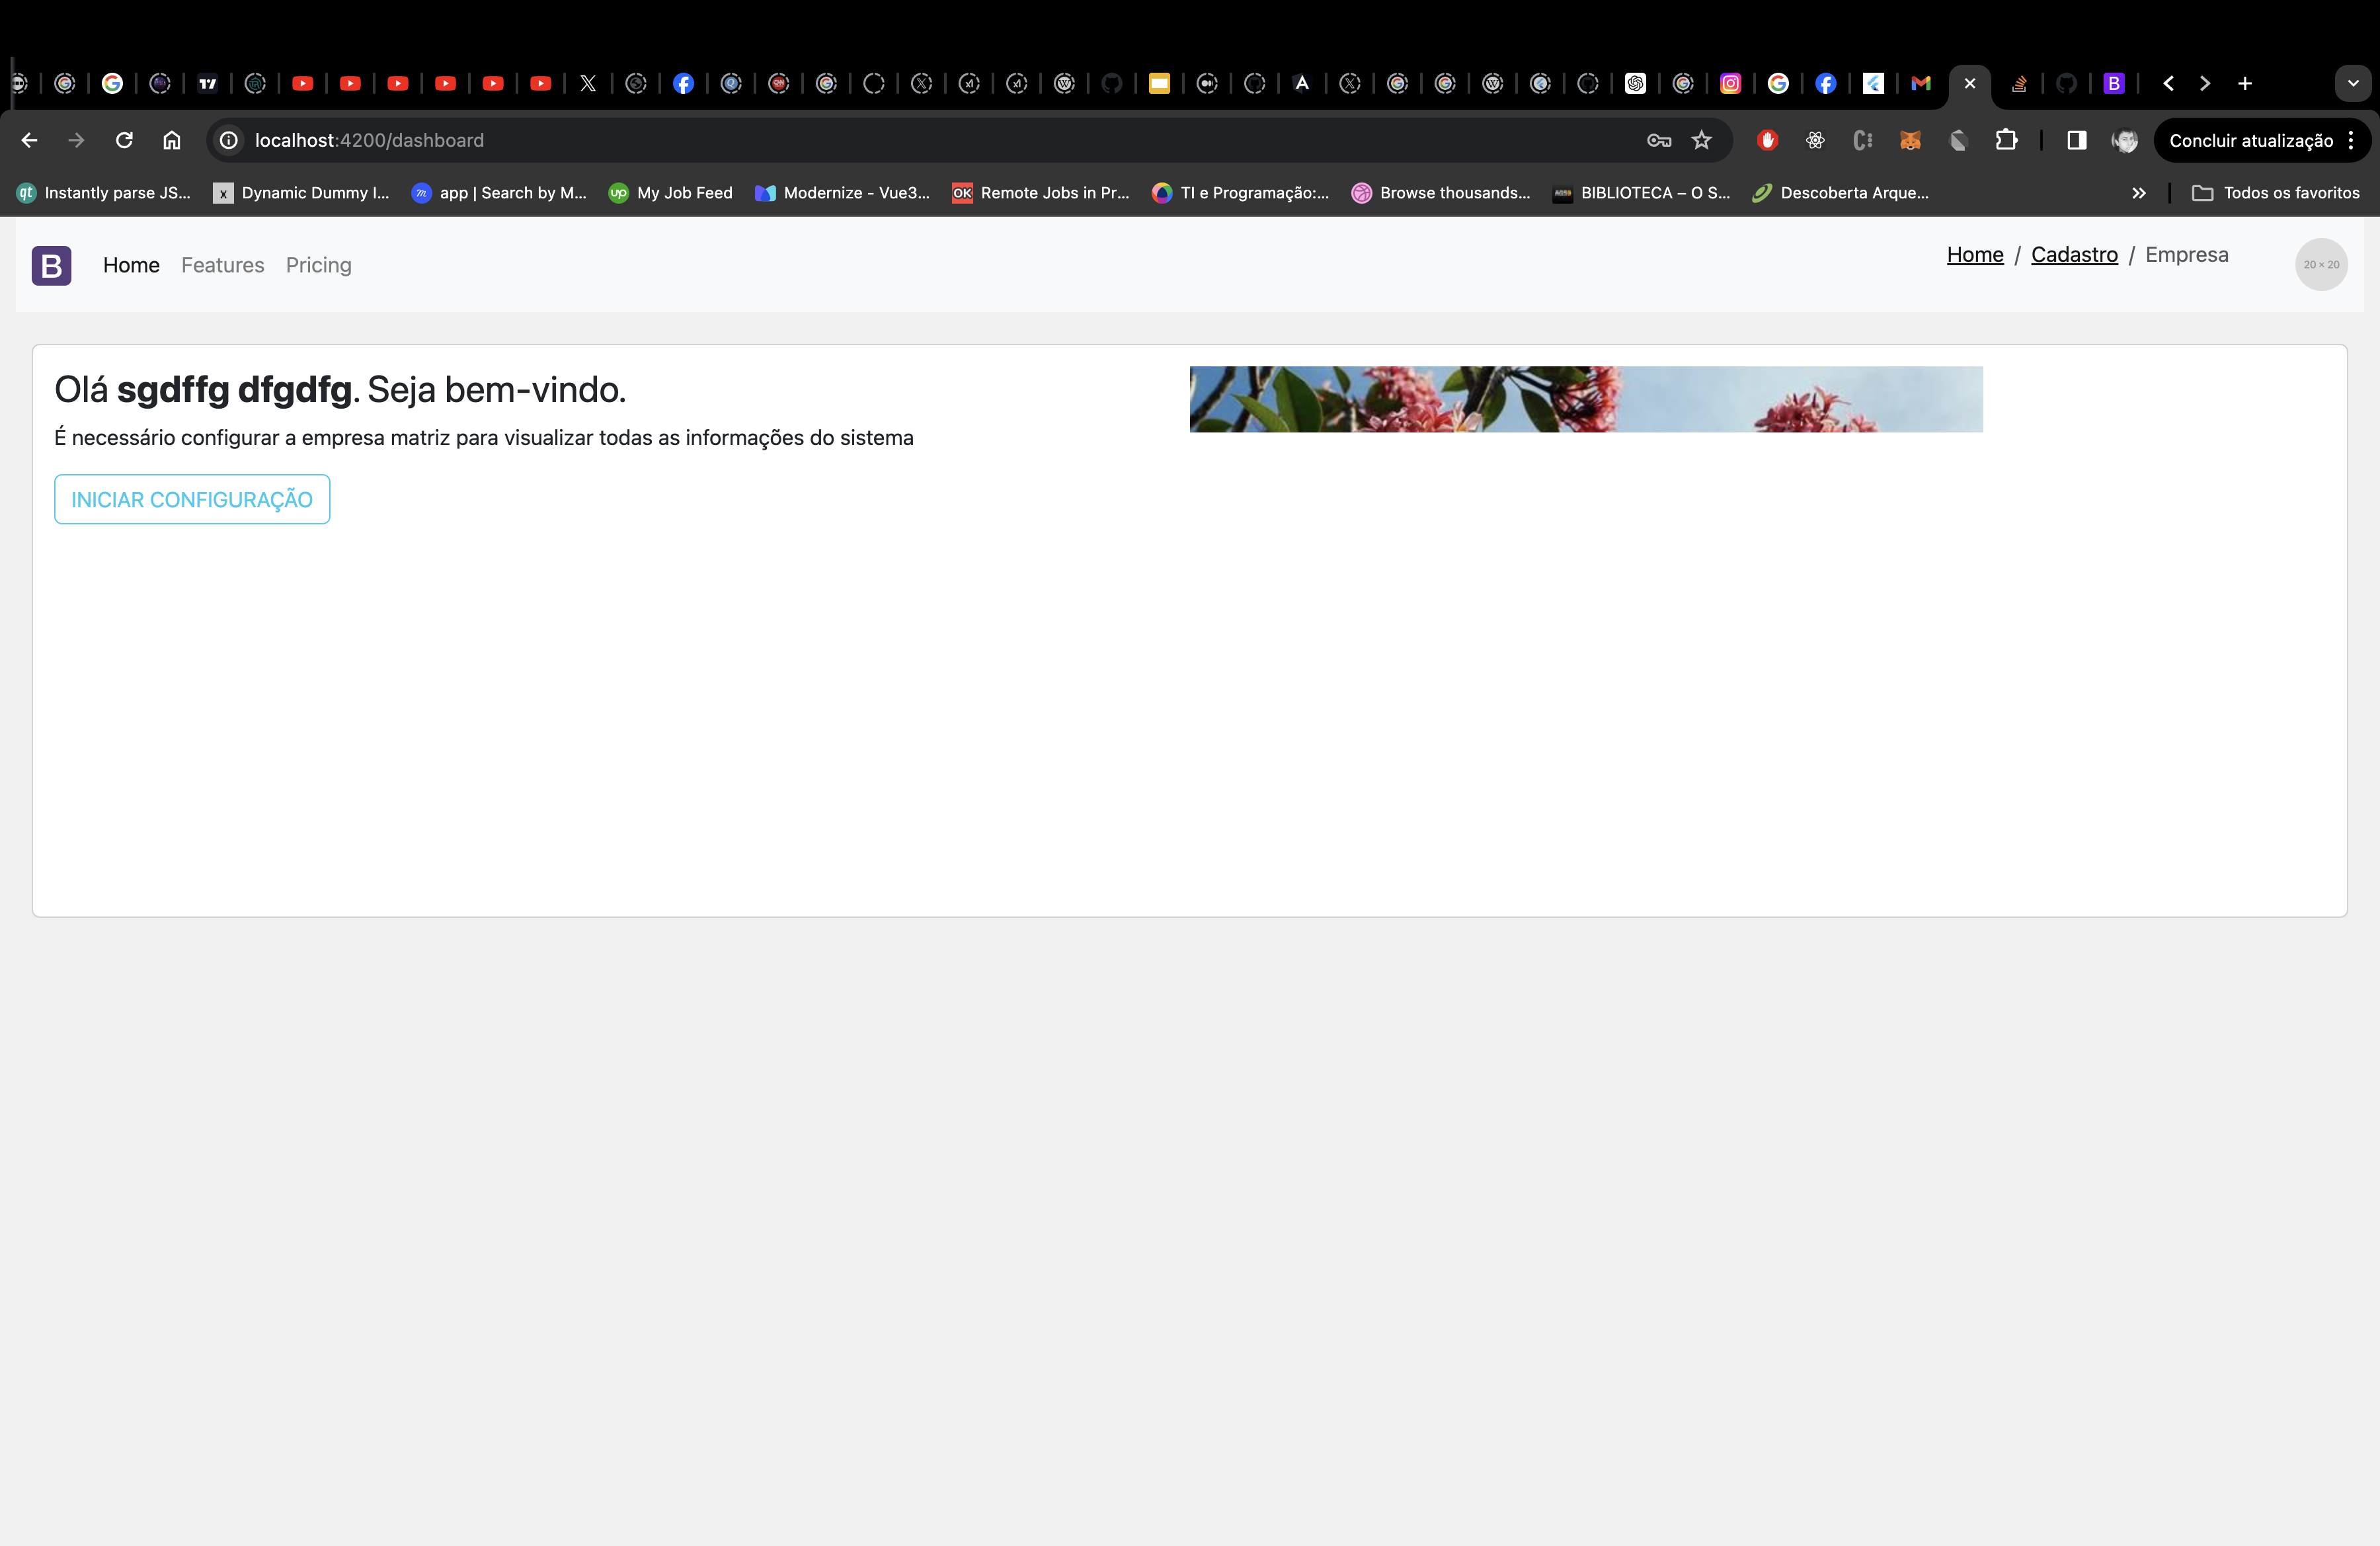 localhost:4200/dashboard
Concluir atualização
Instantly parse JS...
Dynamic Dummy I...
app | Search by M...
My Job Feed
Modernize - Vue3...
Remote Jobs in Pr...
TI e Programação:...
Browse thousands...
BIBLIOTECA – O S...
Descoberta Arque...
Todos os favoritos
B
Home
Features
Pricing
Home / Cadastro / Empresa
20 × 20
Olá sgdffg dfgdfg. Seja bem-vindo.
É necessário configurar a empresa matriz para visualizar todas as informações do sistema
INICIAR CONFIGURAÇÃO